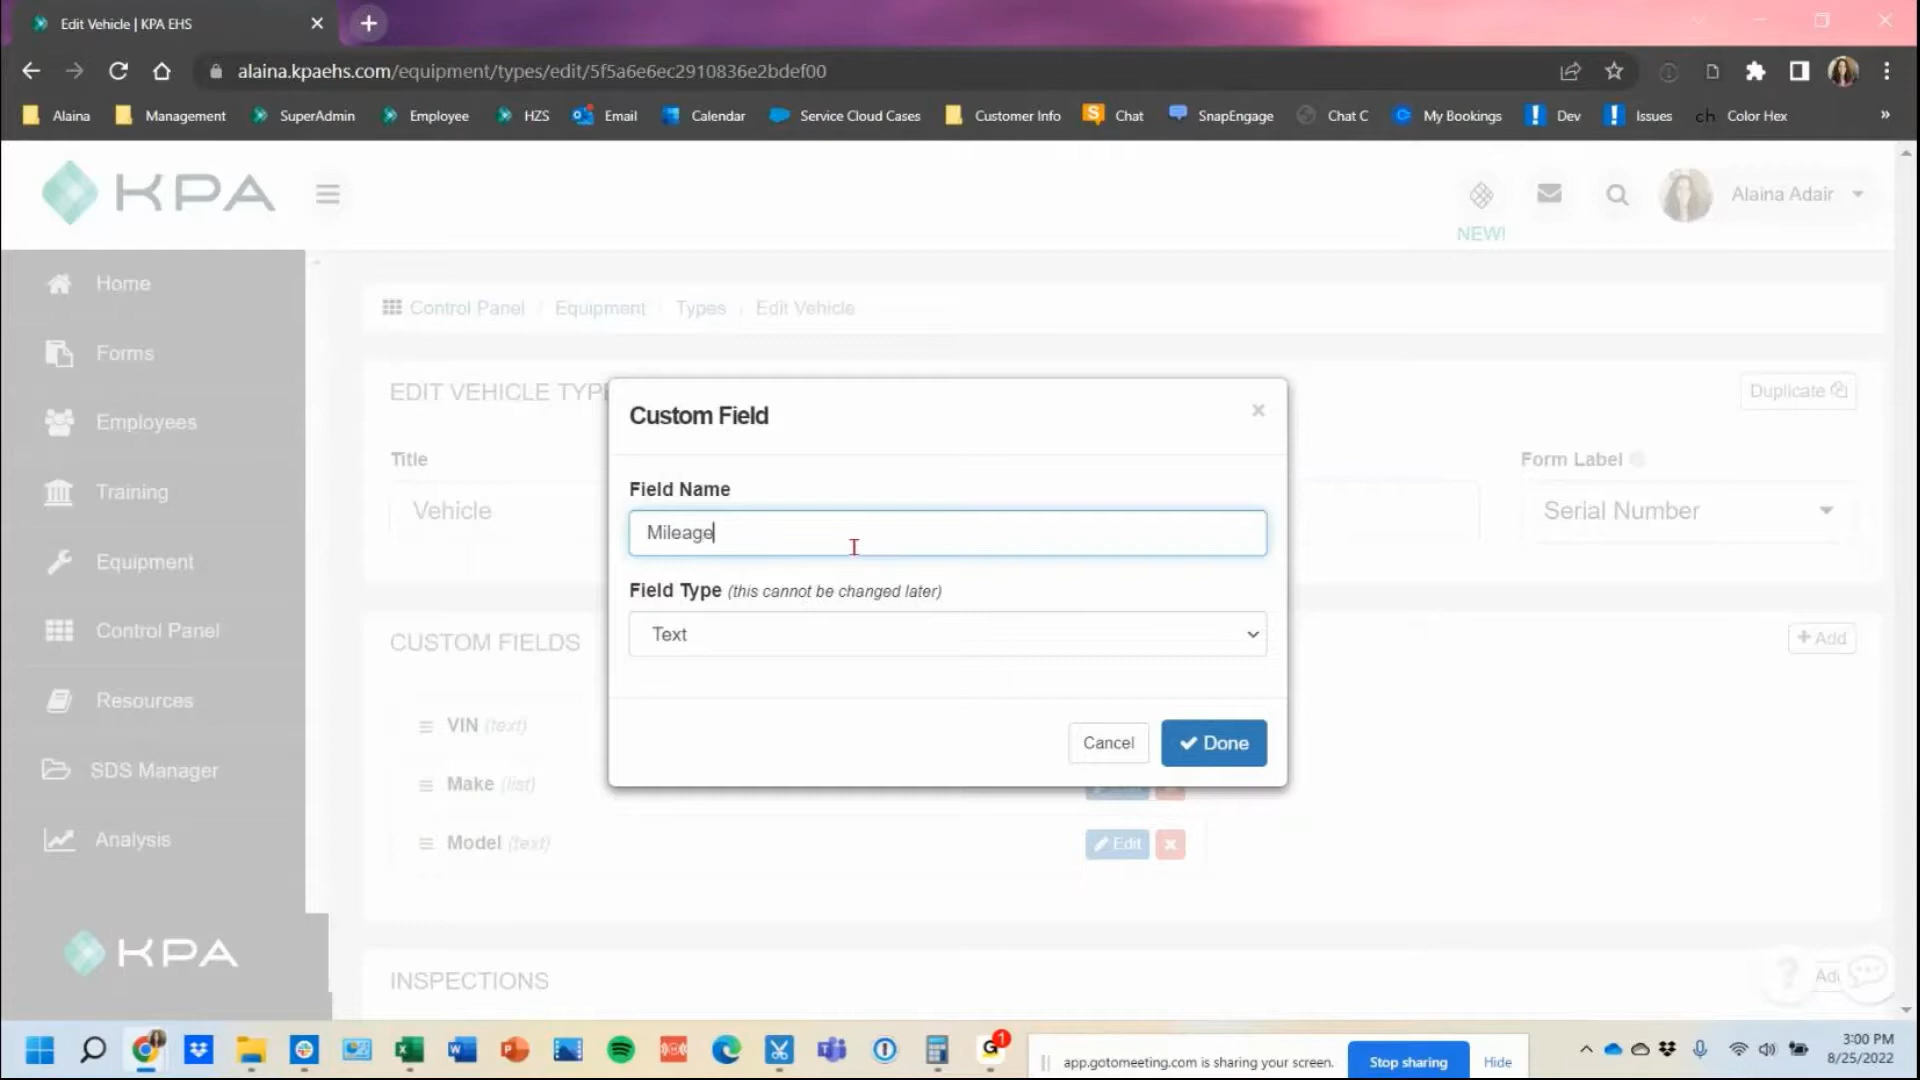 Edit Vehicle | KPA EHS
alaina.kpaehs.com/equipment/types/edit/5f5a6e6ec2910836e2bdef00
Alaina Management SuperAdmin Employee HZS Email Calendar Service Cloud Cases Customer Info Chat SnapEngage Chat C My Bookings Dev Issues ch Color Hex »
KPA
Alaina Adair
NEW!
Home
Forms
Employees
Training
Equipment
Control Panel
Resources
SDS Manager
Analysis
KPA
Control Panel / Equipment / Types / Edit Vehicle
EDIT VEHICLE TYP
Duplicate
Title
Form Label
Vehicle
Serial Number
CUSTOM FIELDS
+ Add
VIN (text)
Make (list)
Model (text)
Edit
INSPECTIONS
Custom Field
×
Field Name
Mileage
Field Type (this cannot be changed later)
Text
Cancel
Done
app.gotomeeting.com is sharing your screen.
Stop sharing
Hide
1
3:00 PM
8/25/2022